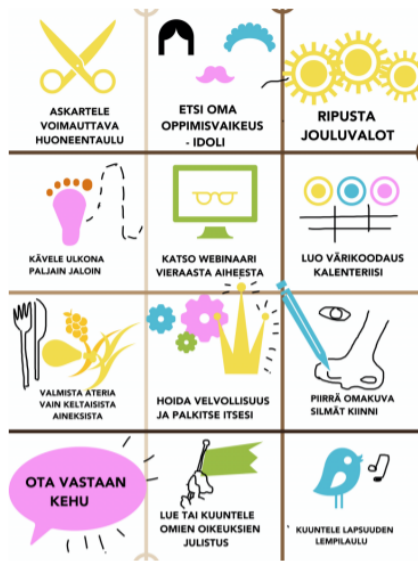 ASKARTELE
VOIMAUTTAVA
HUONEENTAULU
ETSI OMA
OPPIMISVAIKEUS
- IDOLI
RIPUSTA
JOULUVALOT
KÄVELE ULKONA
PALJAIN JALOIN
KATSO WEBINAARI
VIERAASTA AIHEESTA
LUO VÄRIKOODAUS
KALENTERIISI
VALMISTA ATERIA
VAIN KELTAISISTA
AINEKSISTA
HOIDA VELVOLLISUUS
JA PALKITSE ITSESI
PIIRRÄ OMAKUVA
SILMÄT KIINNI
OTA VASTAAN
KEHU
LUE TAI KUUNTELE
OMIEN OIKEUKSIEN
JULISTUS
KUUNTELE LAPSUUDEN
LEMPILAULU